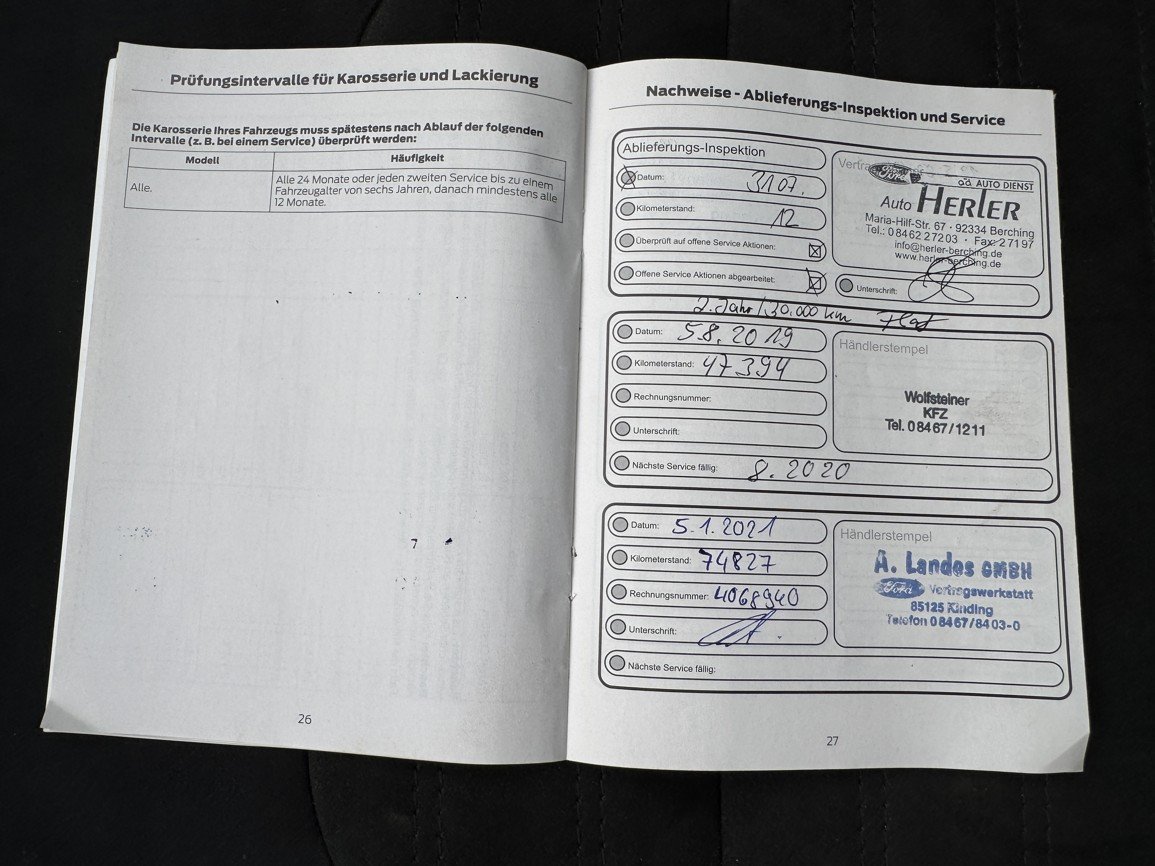 Prüfungsintervalle für Karosserie und Lackierung
Die Karosserie Ihres Fahrzeugs muss spätestens nach Ablauf der folgenden
Intervalle (z. B. bei einem Service) überprüft werden:
Modell Häufigkeit
Alle. Alle 24 Monate oder jeden zweiten Service bis zu einem
Fahrzeugalter von sechs Jahren, danach mindestens alle
12 Monate.
26
Nachweise - Ablieferungs-Inspektion und Service
Ablieferungs-Inspektion
Datum: 3107.
Kilometerstand: 12
Überprüft auf offene Service Aktionen:
Offene Service Aktionen abgearbeitet:
Ford
ad AUTO DIENST
Auto HERLER
Maria-Hilf-Str. 67 · 92334 Berching
Tel.: 08462 27203 · Fax: 27197
info@herler-berching.de
www.herler-berching.de
Unterschrift:
2. Jahr / 30.000 km
Datum: 5.8.2019
Kilometerstand: 47394
Rechnungsnummer:
Unterschrift:
Nächste Service fällig: 8.2020
Händlerstempel
Wolfsteiner
KFZ
Tel. 08467/1211
Datum: 5.1.2021
Kilometerstand: 74827
Rechnungsnummer: 4068940
Unterschrift:
Nächste Service fällig:
Händlerstempel
A. Landes GMBH
Ford Vertragswerkstatt
85125 Kinding
Telefon 08467/8403-0
27